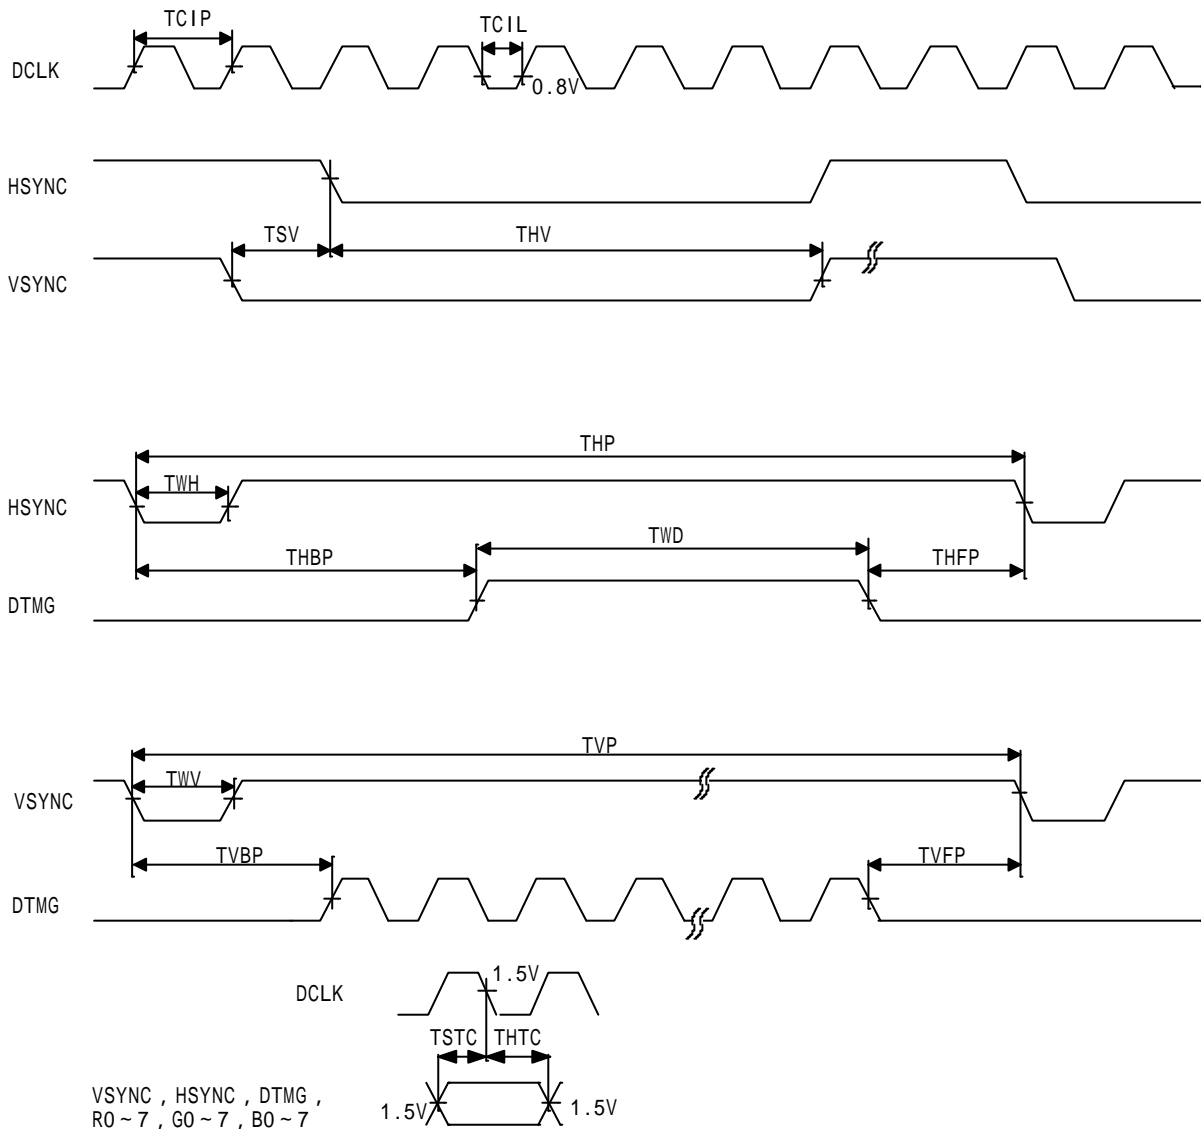 TCIP
TCIL
DCLK
0.8V
HSYNC
TSV
THV
VSYNC
THP
TWH
HSYNC
TWD
THBP
THFP
DTMG
TVP
TWV
VSYNC
TVBP
TVFP
DTMG
1.5V
DCLK
TSTC THTC
VSYNC , HSYNC , DTMG ,
1.5V 1.5V
R0 ~ 7 , G0 ~ 7 , B0 ~ 7